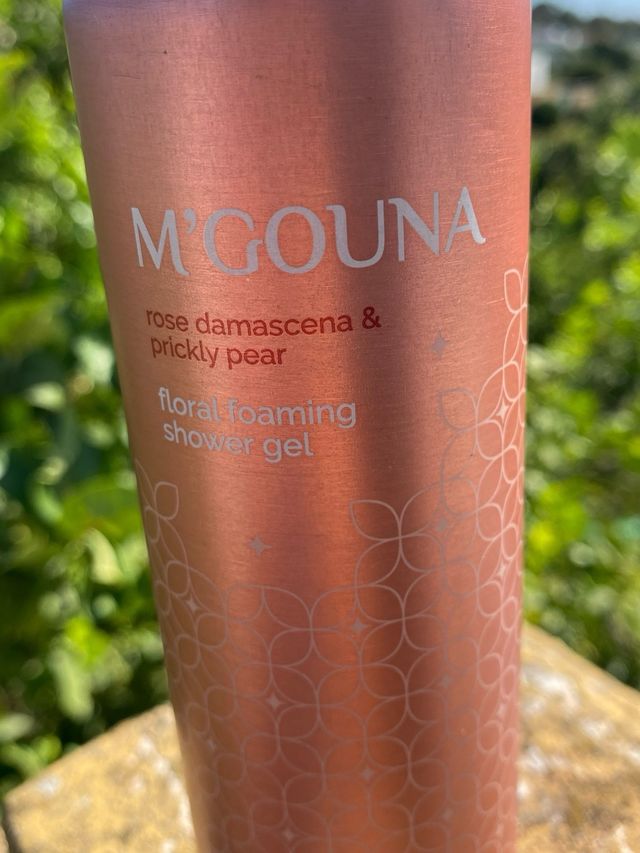 M'GOUNA
rose damascena &
prickly pear
floral foaming
shower gel